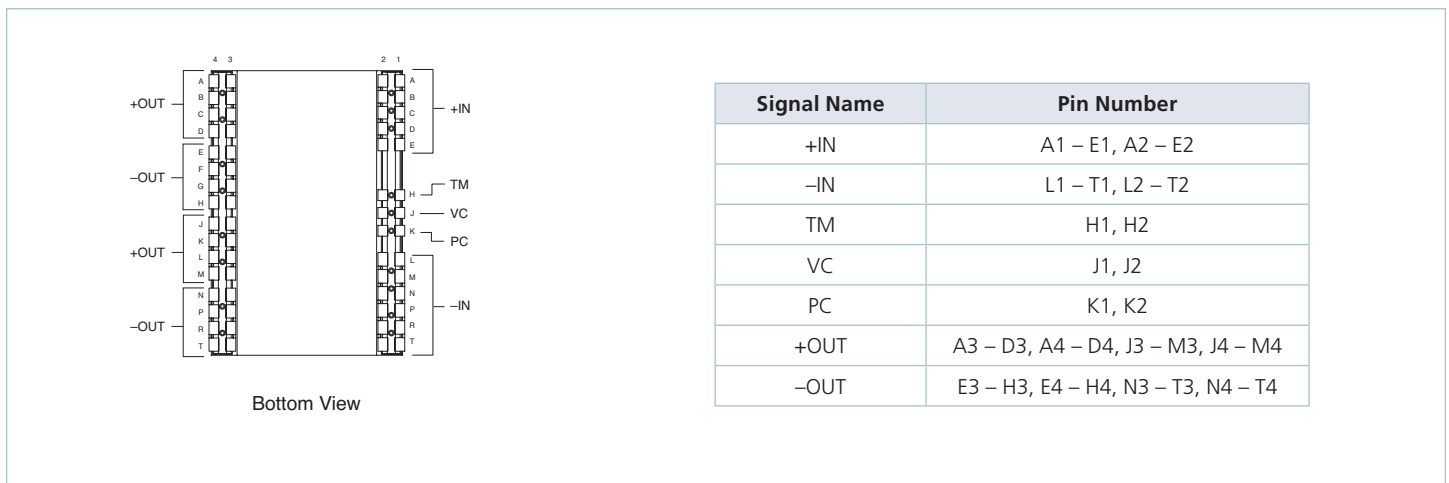 4 3 2 1
A A
B B
+OUT +IN
C C
D D
E E
F
–OUT
G
H H TM
J J VC
K K PC
+OUT
L L
M M
N N
P P –IN
–OUT
R R
T T
Bottom View
Signal Name Pin Number
+IN A1 – E1, A2 – E2
–IN L1 – T1, L2 – T2
TM H1, H2
VC J1, J2
PC K1, K2
+OUT A3 – D3, A4 – D4, J3 – M3, J4 – M4
–OUT E3 – H3, E4 – H4, N3 – T3, N4 – T4